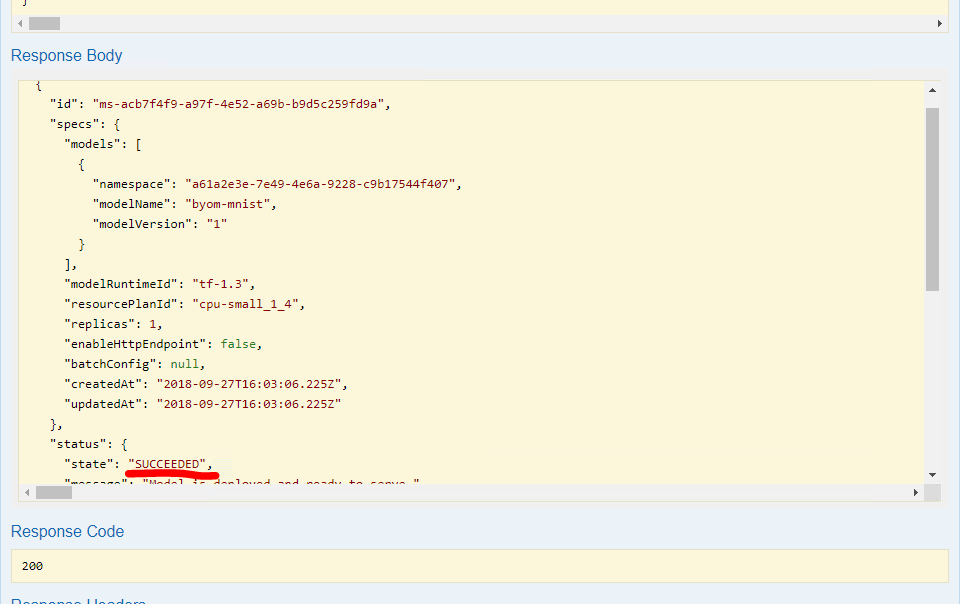 }
Response Body
{
"id": "ms-acb7f4f9-a97f-4e52-a69b-b9d5c259fd9a",
"specs": {
"models": [
{
"namespace": "a61a2e3e-7e49-4e6a-9228-c9b17544f407",
"modelName": "byom-mnist",
"modelVersion": "1"
}
],
"modelRuntimeId": "tf-1.3",
"resourcePlanId": "cpu-small_1_4",
"replicas": 1,
"enableHttpEndpoint": false,
"batchConfig": null,
"createdAt": "2018-09-27T16:03:06.225Z",
"updatedAt": "2018-09-27T16:03:06.225Z"
},
"status": {
"state": "SUCCEEDED",
"message": "Model is deployed and ready to serve."
Response Code
200
Response Headers